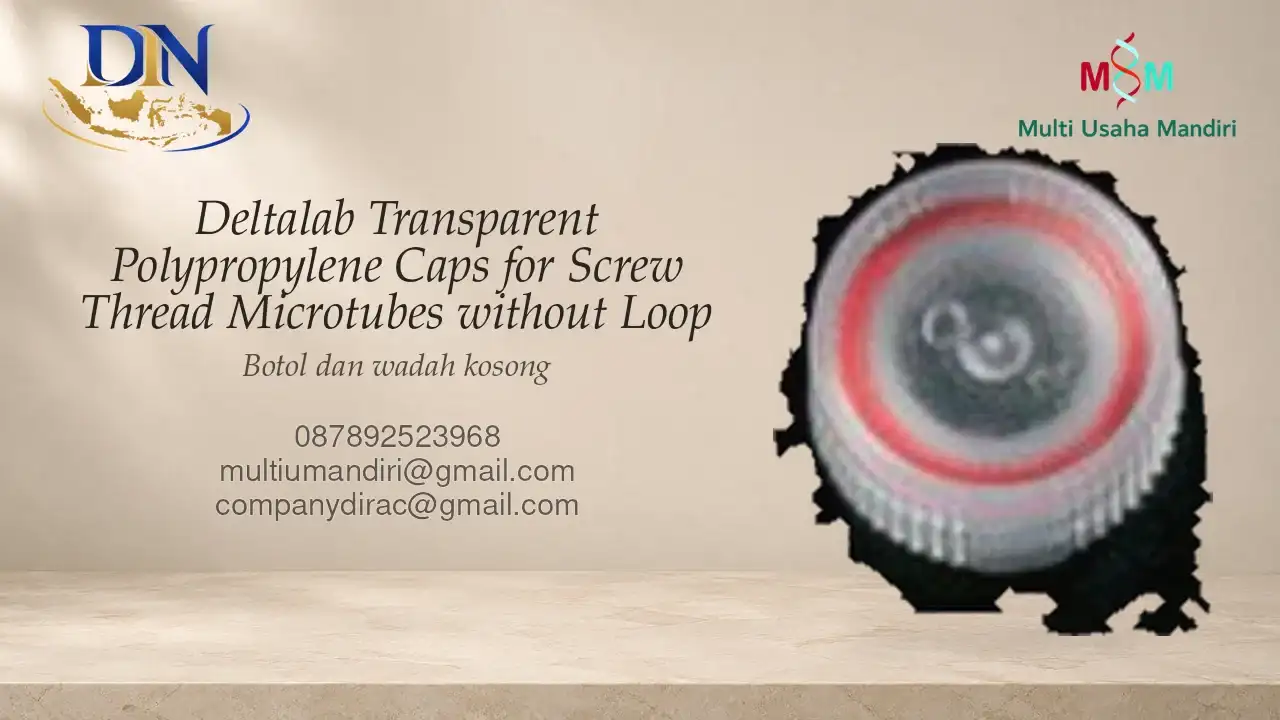 DN
M M
Multi Usaha Mandiri
Deltalab Transparent
Polypropylene Caps for Screw
Thread Microtubes without Loop
Botol dan wadah kosong
087892523968
multiumandiri@gmail.com
companydirac@gmail.com